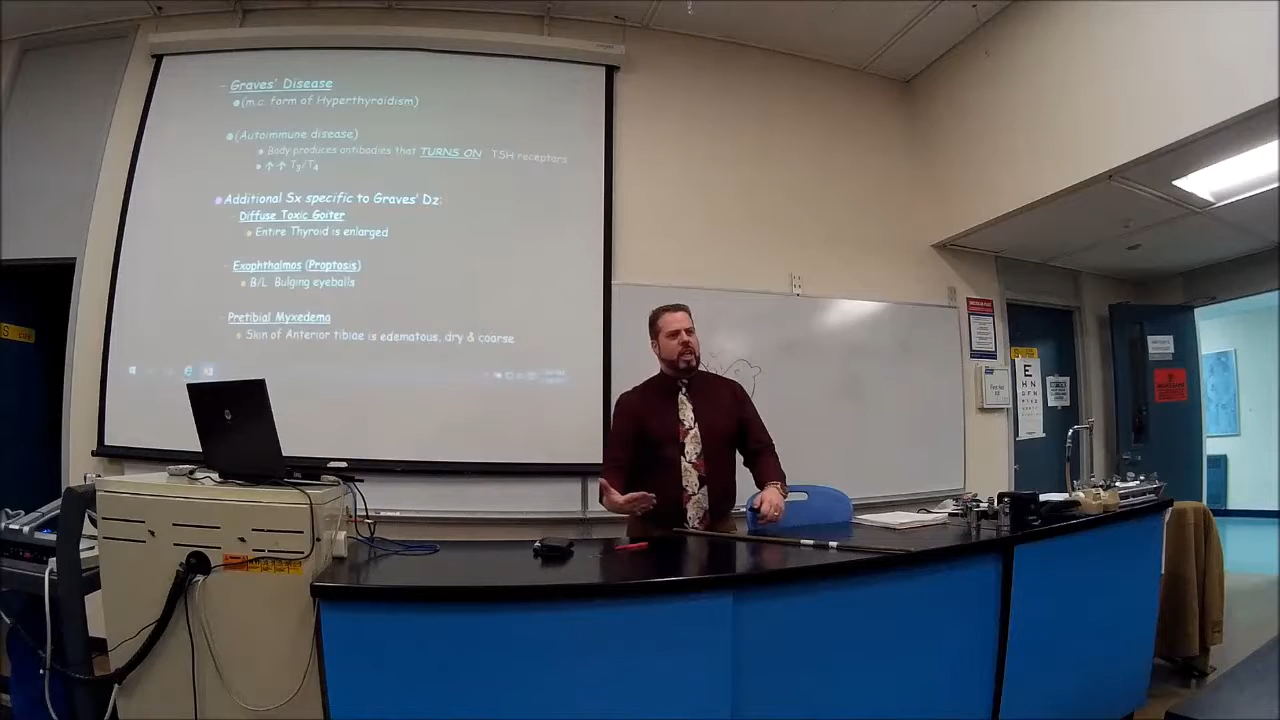 - Graves' Disease
(m.c. form of Hyperthyroidism)
(Autoimmune disease)
Body produces antibodies that TURNS ON TSH receptors
↑↑ T3/T4
Additional Sx specific to Graves' Dz:
- Diffuse Toxic Goiter
Entire Thyroid is enlarged
- Exophthalmos (Proptosis)
B/L Bulging eyeballs
- Pretibial Myxedema
Skin of Anterior tibiae is edematous, dry & coarse
First Aid
E